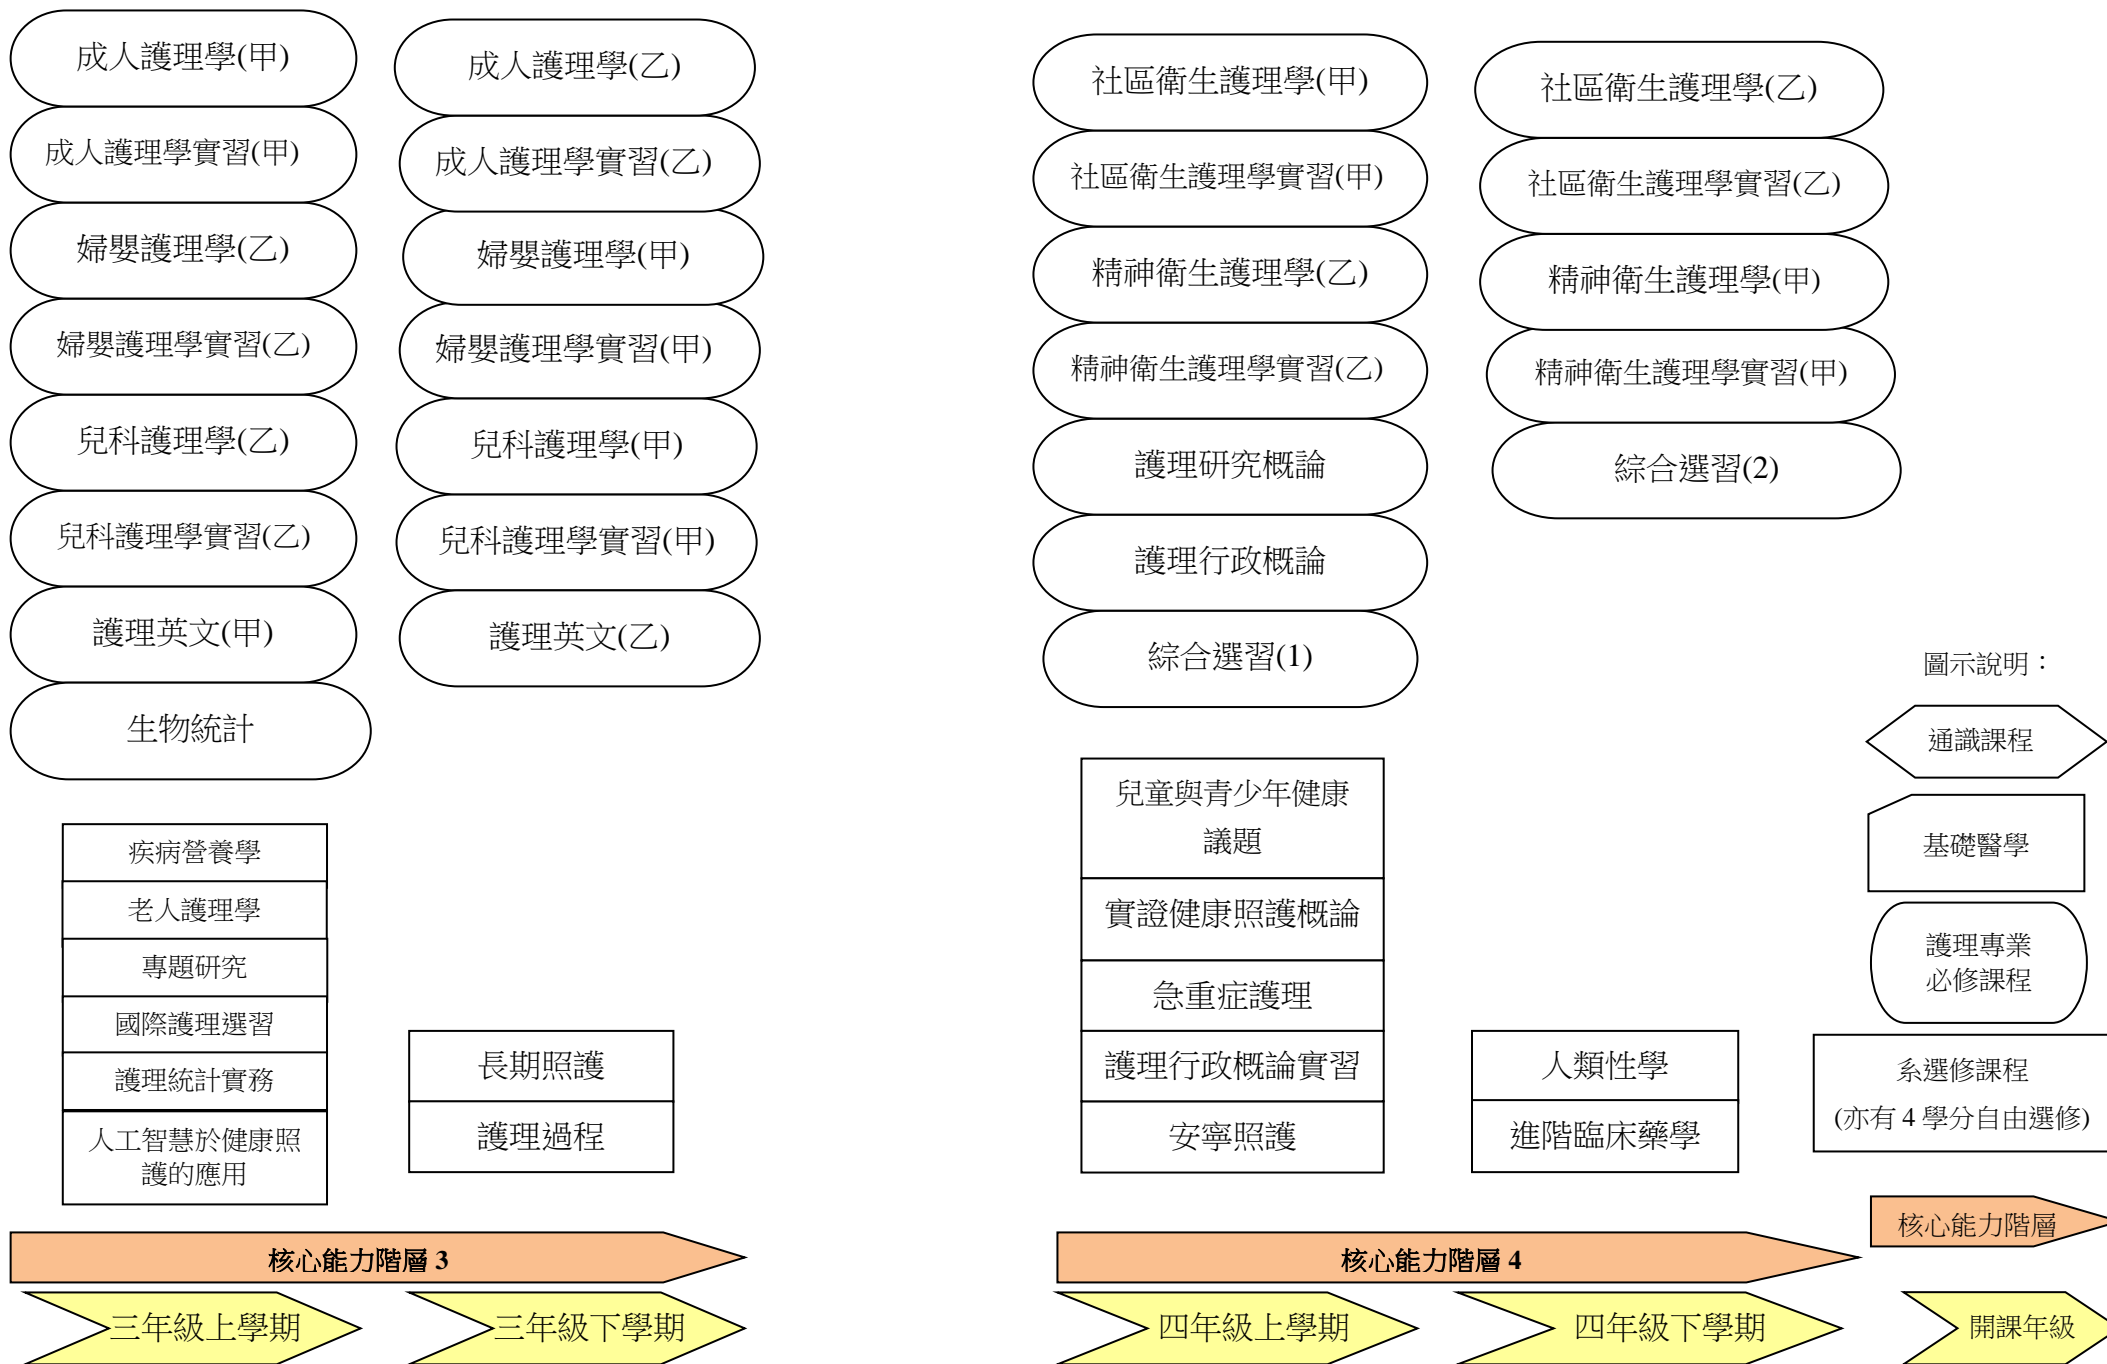 成人護理學(甲)
成人護理學實習(甲)
婦嬰護理學(乙)
婦嬰護理學實習(乙)
兒科護理學(乙)
兒科護理學實習(乙)
護理英文(甲)
生物統計
疾病營養學
老人護理學
專題研究
國際護理選習
護理統計實務
人工智慧於健康照
護的應用
成人護理學(乙)
成人護理學實習(乙)
婦嬰護理學(甲)
婦嬰護理學實習(甲)
兒科護理學(甲)
兒科護理學實習(甲)
護理英文(乙)
長期照護
護理過程
核心能力階層 3
三年級上學期
三年級下學期
社區衛生護理學(甲)
社區衛生護理學實習(甲)
精神衛生護理學(乙)
精神衛生護理學實習(乙)
護理研究概論
護理行政概論
綜合選習(1)
兒童與青少年健康
議題
實證健康照護概論
急重症護理
護理行政概論實習
安寧照護
社區衛生護理學(乙)
社區衛生護理學實習(乙)
精神衛生護理學(甲)
精神衛生護理學實習(甲)
綜合選習(2)
人類性學
進階臨床藥學
核心能力階層 4
四年級上學期
四年級下學期
圖示說明：
通識課程
基礎醫學
護理專業
必修課程
系選修課程
(亦有 4 學分自由選修)
核心能力階層
開課年級